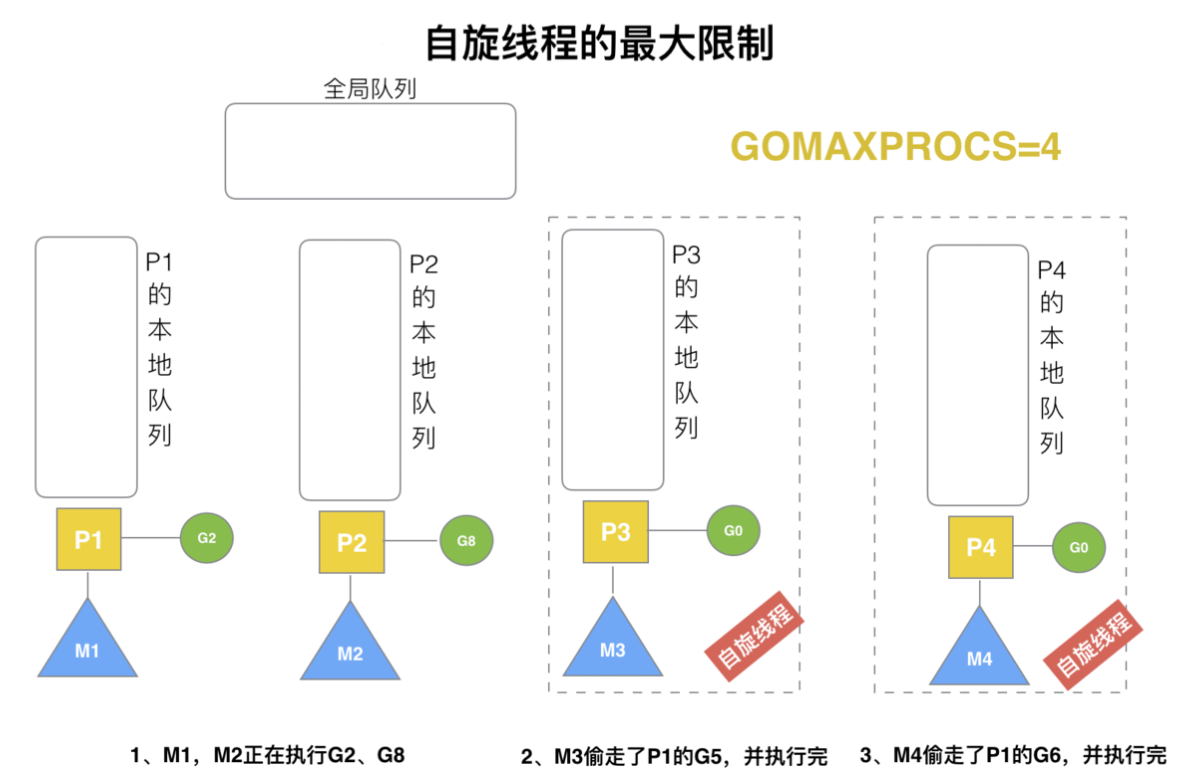 自旋线程的最大限制
全局队列
GOMAXPROCS=4
P1的本地队列
P2的本地队列
P3的本地队列
P4的本地队列
P1
G2
P2
G8
P3
G0
P4
G0
M1
M2
M3
自旋线程
M4
自旋线程
1、M1，M2正在执行G2、G8
2、M3偷走了P1的G5，并执行完
3、M4偷走了P1的G6，并执行完